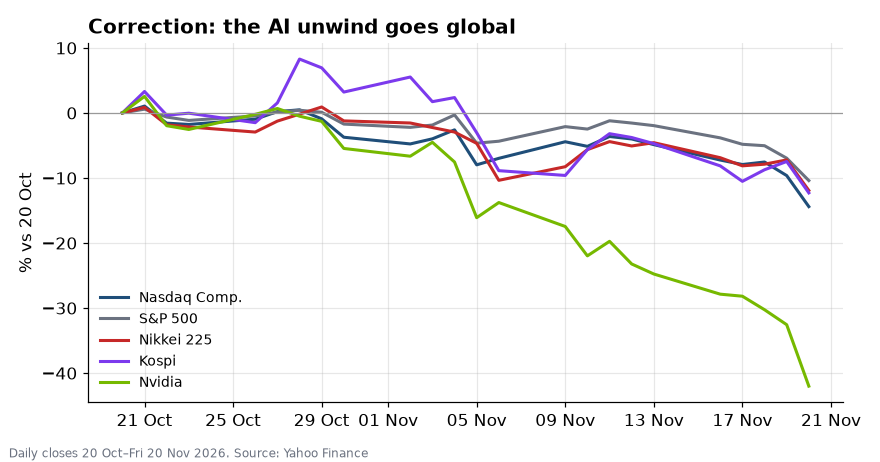 Correction: the AI unwind goes global
% vs 20 Oct
10
0
−10
−20
−30
−40
Nasdaq Comp.
S&P 500
Nikkei 225
Kospi
Nvidia
21 Oct 25 Oct 29 Oct 01 Nov 05 Nov 09 Nov 13 Nov 17 Nov 21 Nov
Daily closes 20 Oct–Fri 20 Nov 2026. Source: Yahoo Finance